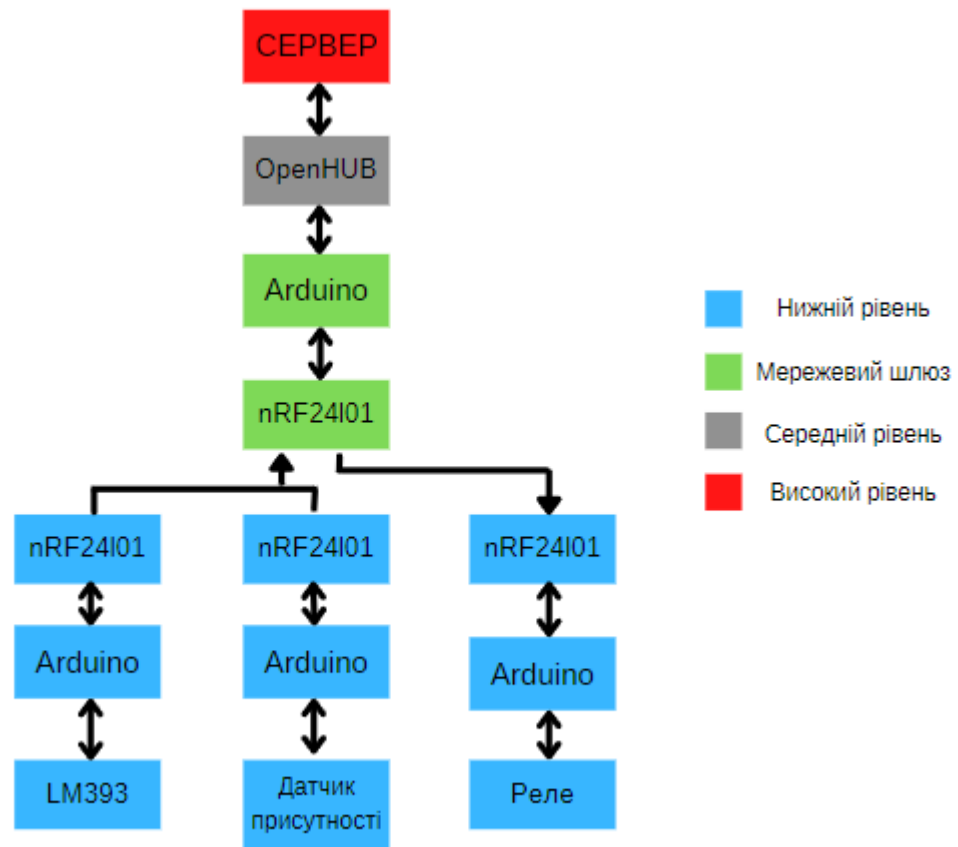 СЕРВЕР
OpenHUB
Arduino
nRF24l01
nRF24l01
nRF24l01
nRF24l01
Arduino
Arduino
Arduino
LM393
Датчик
присутності
Реле
Нижній рівень
Мережевий шлюз
Середній рівень
Високий рівень